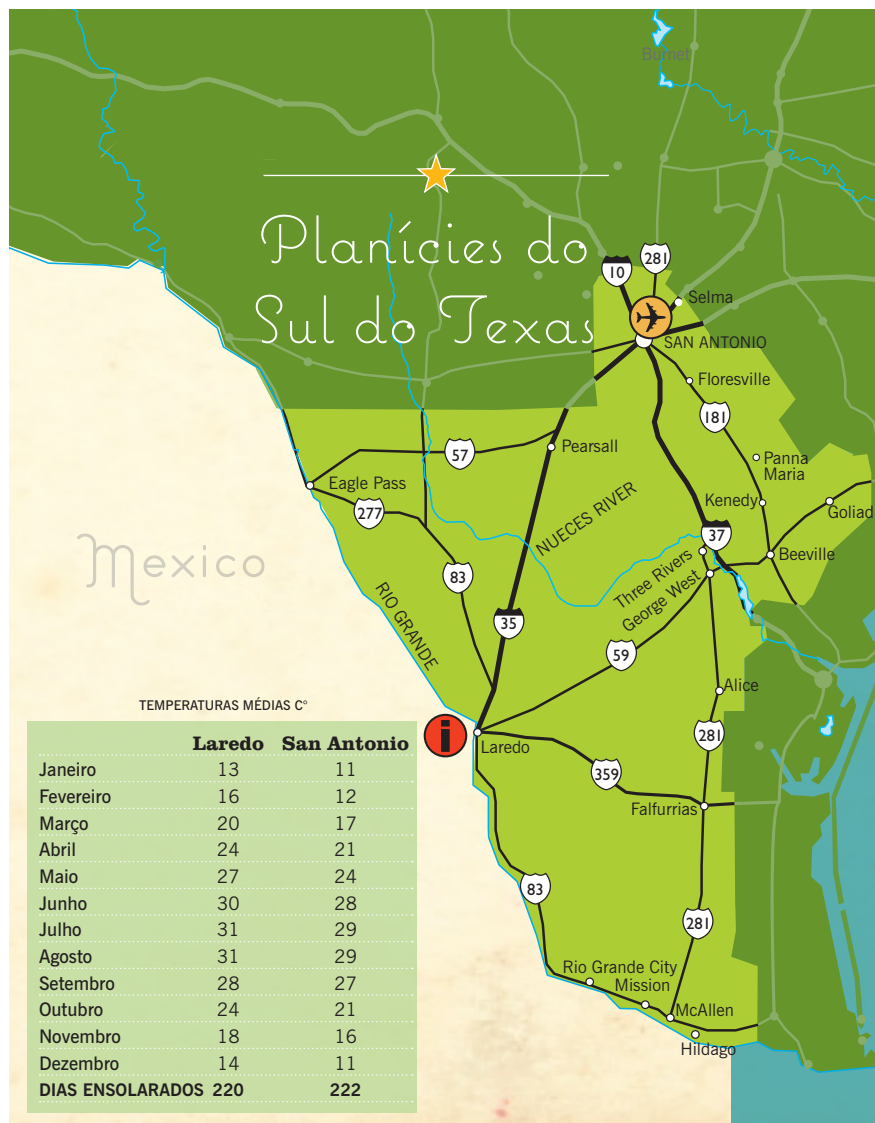 Burnet
Planícies do
Sul do Texas
10
281
Selma
SAN ANTONIO
Floresville
181
Pearsall
57
Panna
Maria
Eagle Pass
277
Kenedy
Goliad
NUECES RIVER
37
Beeville
Mexico
83
Three Rivers
George West
RIO GRANDE
35
59
Alice
281
Laredo
359
Falfurrias
83
281
Rio Grande City
Mission
McAllen
Hildago
TEMPERATURAS MÉDIAS C°
Laredo San Antonio
Janeiro 13 11
Fevereiro 16 12
Março 20 17
Abril 24 21
Maio 27 24
Junho 30 28
Julho 31 29
Agosto 31 29
Setembro 28 27
Outubro 24 21
Novembro 18 16
Dezembro 14 11
DIAS ENSOLARADOS 220 222
i